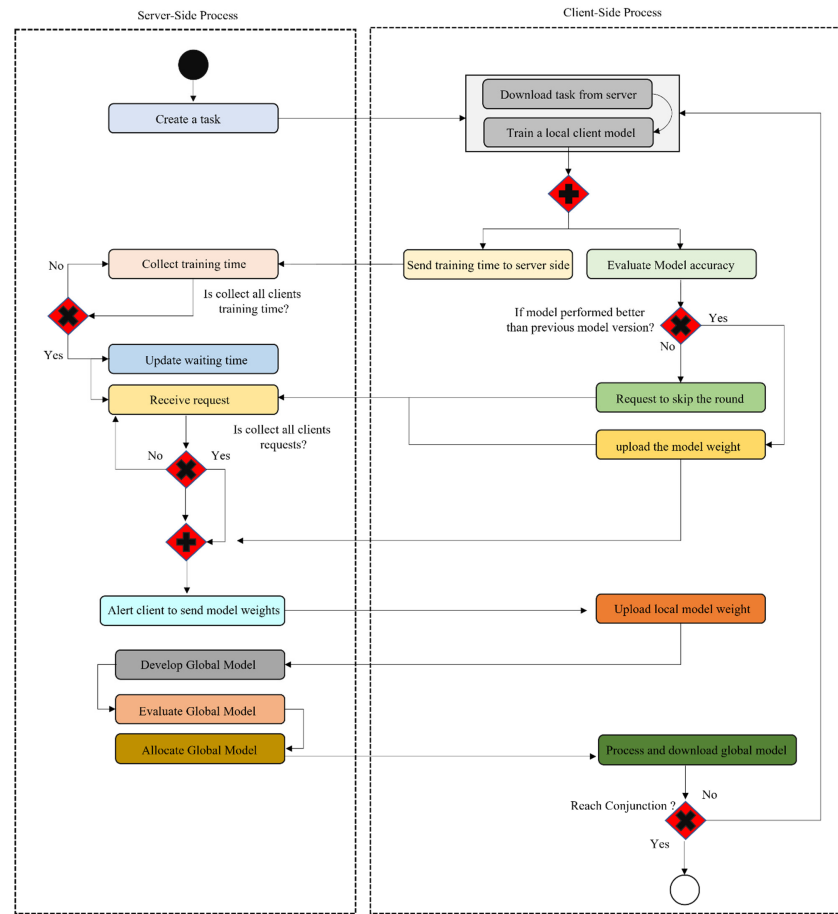 Server-Side Process
Client-Side Process
Download task from server
Create a task
Train a local client model
Collect training time
Send training time to server side
Evaluate Model accuracy
No
Is collect all clients
training time?
If model performed better
than previous model version?
Yes
No
Yes
Update waiting time
Receive request
Request to skip the round
Is collect all clients
requests?
upload the model weight
No
Yes
Alert client to send model weights
Upload local model weight
Develop Global Model
Evaluate Global Model
Allocate Global Model
Process and download global model
No
Reach Conjunction ?
Yes